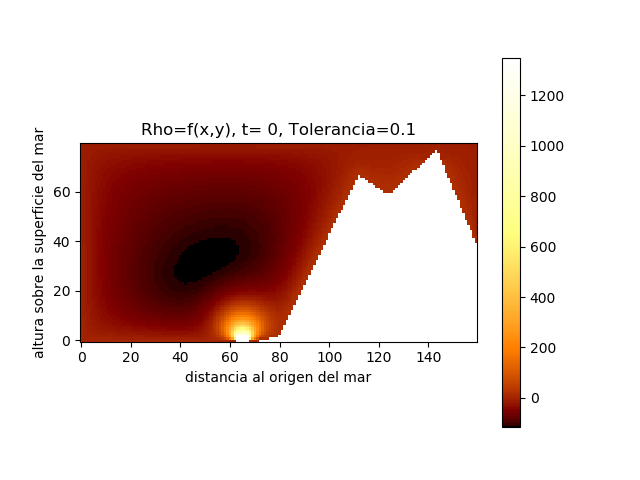 Rho=f(x,y), t= 0, Tolerancia=0.1
altura sobre la superficie del mar
60
40
20
0
0 20 40 60 80 100 120 140
distancia al origen del mar
1200
1000
800
600
400
200
0